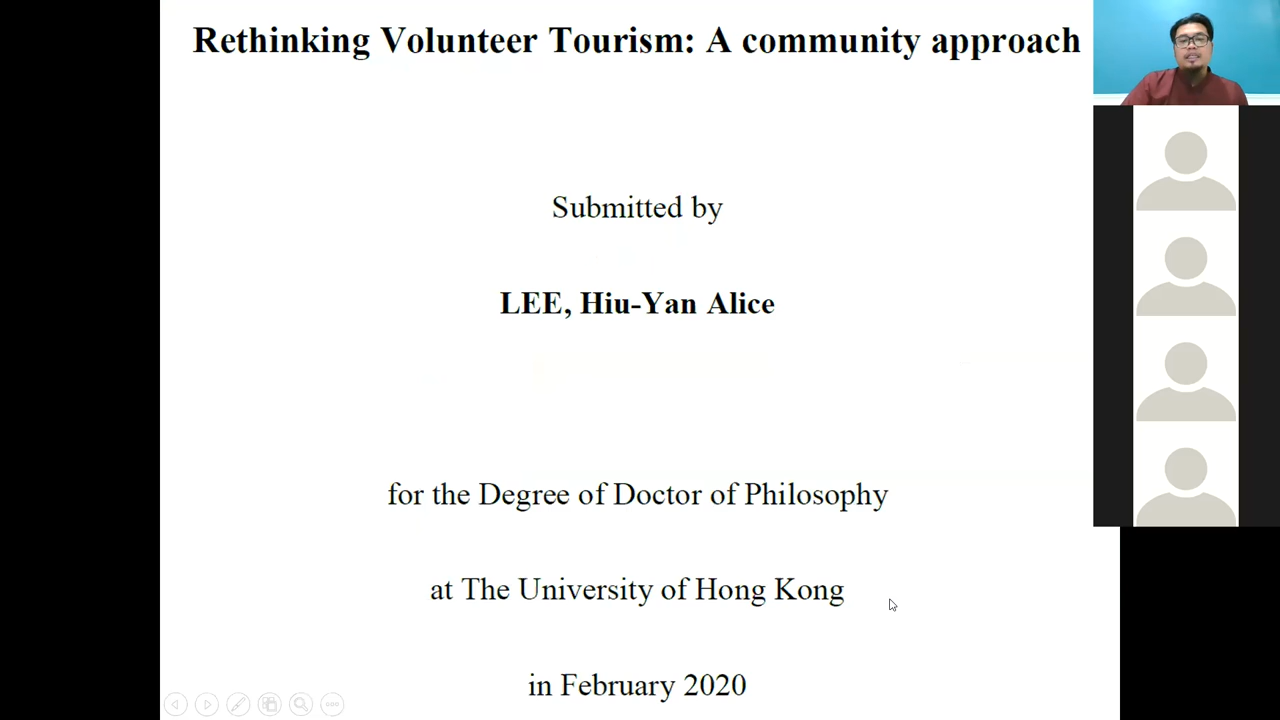 Rethinking Volunteer Tourism: A community approach
Submitted by
LEE, Hiu-Yan Alice
for the Degree of Doctor of Philosophy
at The University of Hong Kong
in February 2020